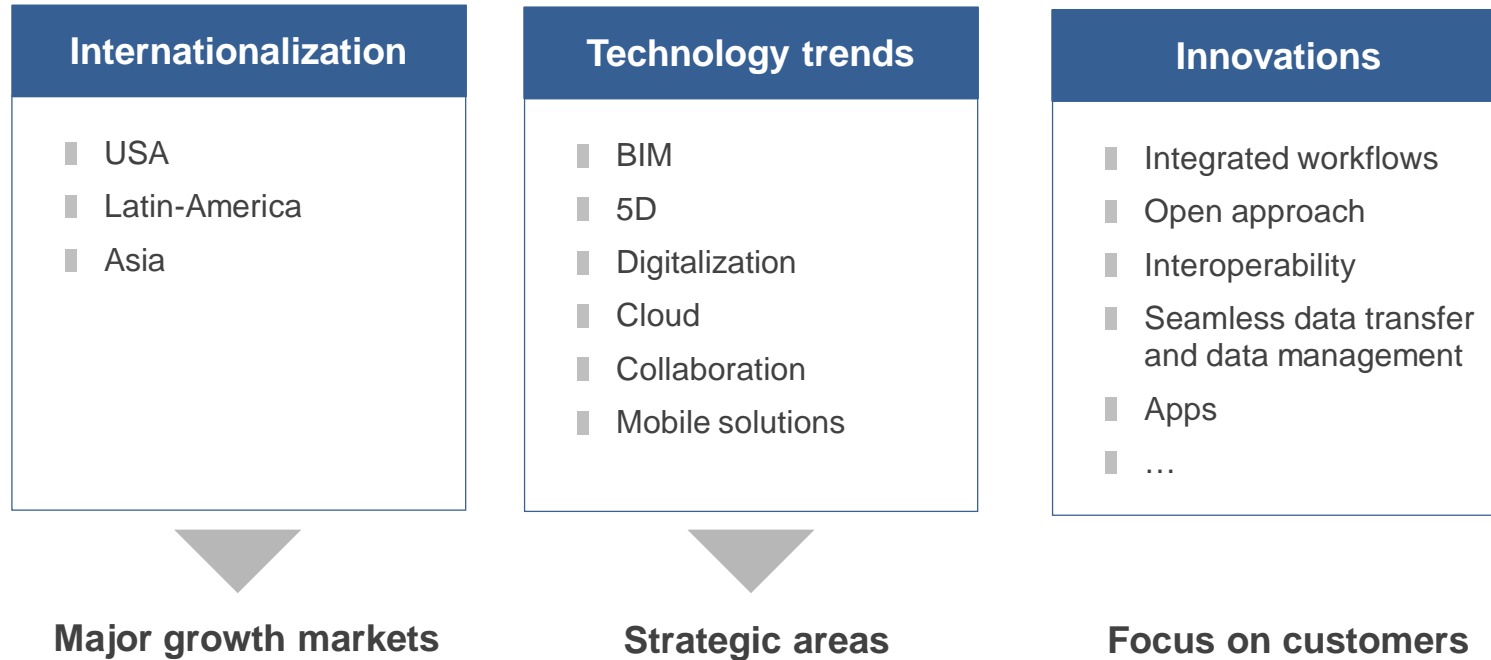 Internationalization
USA
Latin-America
Asia
Major growth markets
Technology trends
BIM
5D
Digitalization
Cloud
Collaboration
Mobile solutions
Strategic areas
Innovations
Integrated workflows
Open approach
Interoperability
Seamless data transfer
and data management
Apps
…
Focus on customers